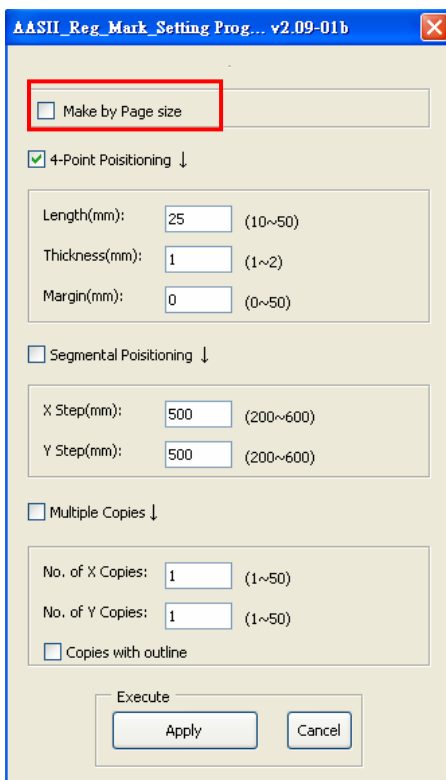 AASII_Reg_Mark_Setting Prog... v2.09-01b
Make by Page size
4-Point Poisitioning ↓
Length(mm): 25 (10~50)
Thickness(mm): 1 (1~2)
Margin(mm): 0 (0~50)
Segmental Poisitioning ↓
X Step(mm): 500 (200~600)
Y Step(mm): 500 (200~600)
Multiple Copies ↓
No. of X Copies: 1 (1~50)
No. of Y Copies: 1 (1~50)
Copies with outline
Execute
Apply Cancel